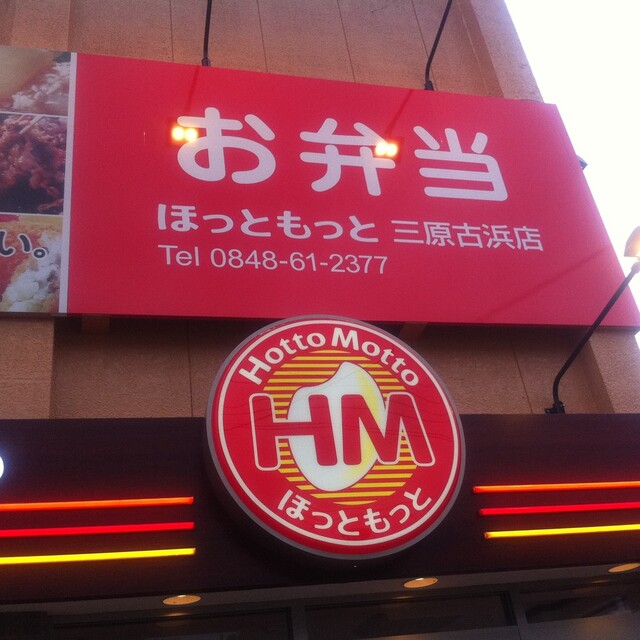 お弁当
ほっともっと 三原古浜店
Tel 0848-61-2377
い。
Hotto Motto
HM
ほっともっと